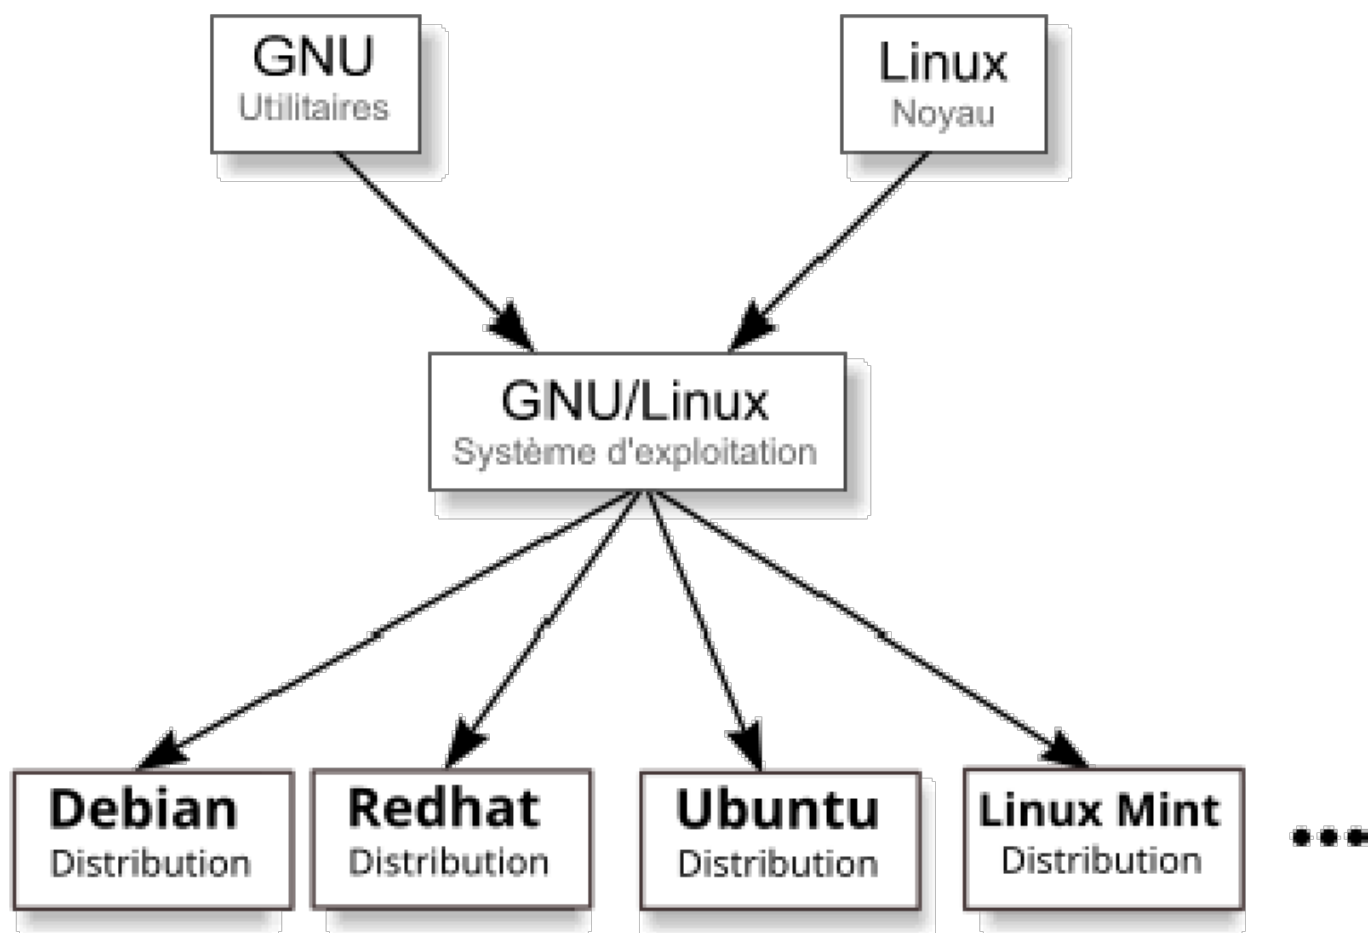 GNU
Utilitaires
Linux
Noyau
GNU/Linux
Système d'exploitation
Debian
Distribution
Redhat
Distribution
Ubuntu
Distribution
Linux Mint
Distribution
...